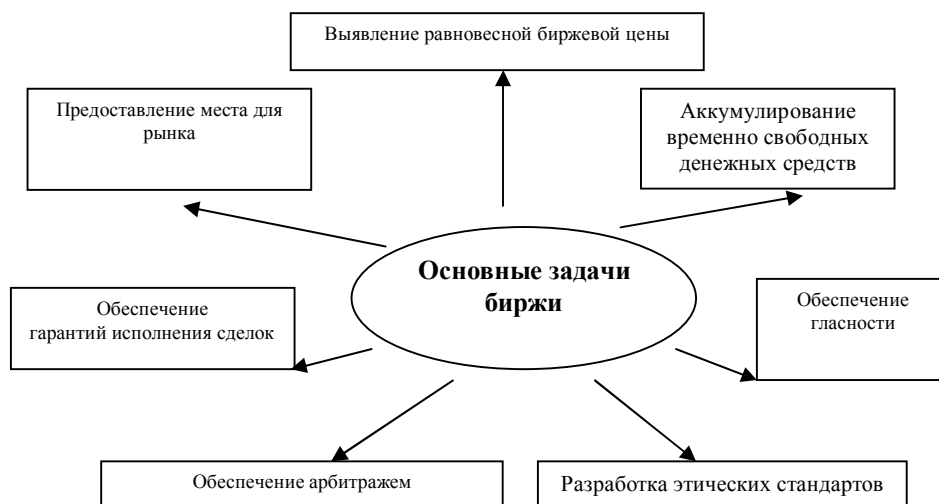 Выявление равновесной биржевой цены
Предоставление места для
рынка
Аккумулирование
временно свободных
денежных средств
Основные задачи
биржи
Обеспечение
гарантий исполнения сделок
Обеспечение
гласности
Обеспечение арбитражем
Разработка этических стандартов